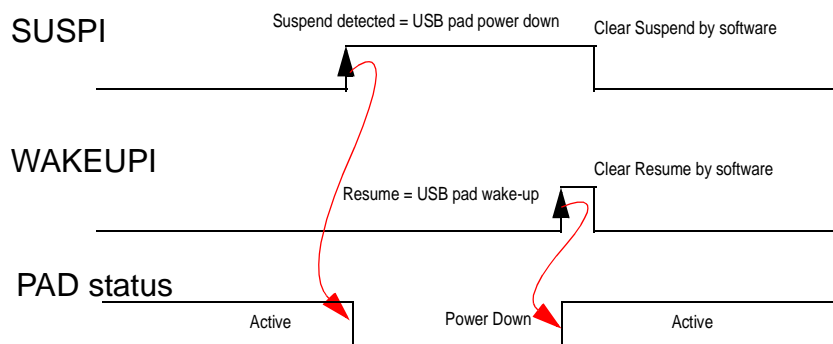 SUSPI
Suspend detected = USB pad power down
Clear Suspend by software
WAKEUPI
Resume = USB pad wake-up
Clear Resume by software
PAD status
Active
Power Down
Active